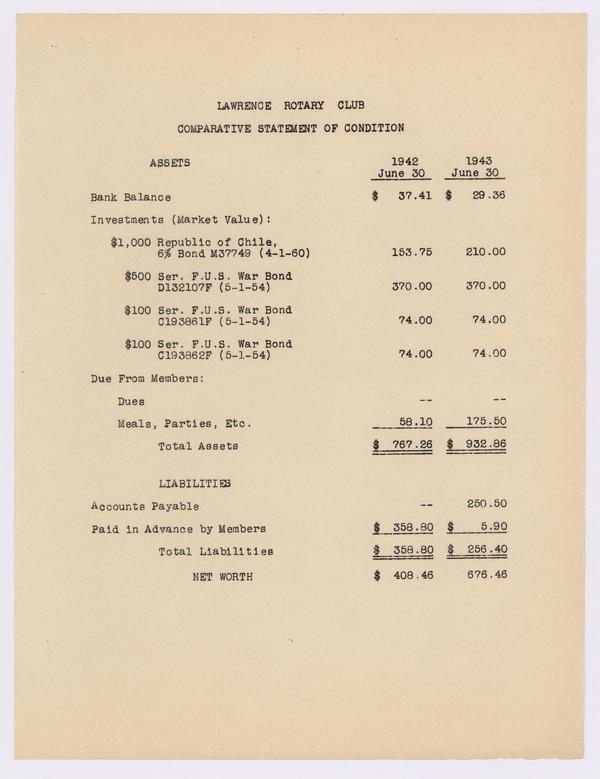 LAWRENCE ROTARY CLUB
COMPARATIVE STATEMENT OF CONDITION
ASSETS 1942 1943
June 30 June 30
Bank Balance $ 37.41 $ 29.36
Investments (Market Value):
$1,000 Republic of Chile,
6% Bond M37749 (4-1-60) 153.75 210.00
$500 Ser. F.U.S. War Bond
D132107F (5-1-54) 370.00 370.00
$100 Ser. F.U.S. War Bond
C193861F (5-1-54) 74.00 74.00
$100 Ser. F.U.S. War Bond
C193862F (5-1-54) 74.00 74.00
Due From Members:
Dues -- --
Meals, Parties, Etc. 58.10 175.50
Total Assets $ 767.26 $ 932.86
LIABILITIES
Accounts Payable -- 250.50
Paid in Advance by Members $ 358.80 $ 5.90
Total Liabilities $ 358.80 $ 256.40
NET WORTH $ 408.46 676.46